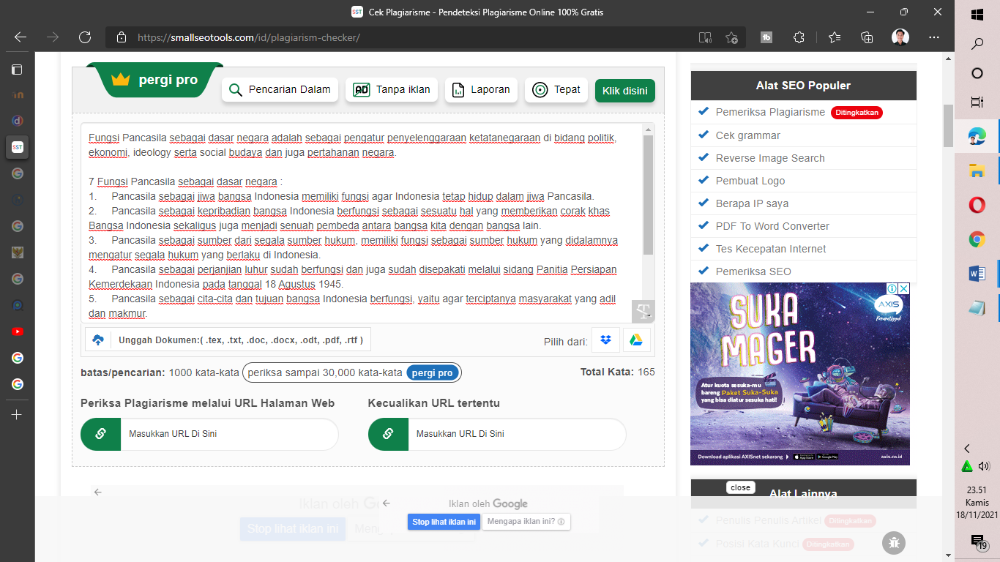 Cek Plagiarisme - Pendeteksi Plagiarisme Online 100% Gratis
https://smallseotools.com/id/plagiarism-checker/
pergi pro
Pencarian Dalam
Tanpa iklan
Laporan
Tepat
Klik disini
Fungsi Pancasila sebagai dasar negara adalah sebagai pengatur penyelenggaraan ketatanegaraan di bidang politik,
ekonomi, ideology serta social budaya dan juga pertahanan negara.
7 Fungsi Pancasila sebagai dasar negara :
1. Pancasila sebagai jiwa bangsa Indonesia memiliki fungsi agar Indonesia tetap hidup dalam jiwa Pancasila.
2. Pancasila sebagai kepribadian bangsa Indonesia berfungsi sebagai sesuatu hal yang memberikan corak khas
Bangsa Indonesia sekaligus juga menjadi senuah pembeda antara bangsa kita dengan bangsa lain.
3. Pancasila sebagai sumber dari segala sumber hukum, memiliki fungsi sebagai sumber hukum yang didalamnya
mengatur segala hukum yang berlaku di Indonesia.
4. Pancasila sebagai perjanjian luhur sudah berfungsi dan juga sudah disepakati melalui sidang Panitia Persiapan
Kemerdekaan Indonesia pada tanggal 18 Agustus 1945.
5. Pancasila sebagai cita-cita dan tujuan bangsa Indonesia berfungsi, yaitu agar terciptanya masyarakat yang adil
dan makmur.
Unggah Dokumen:( .tex, .txt, .doc, .docx, .odt, .pdf, .rtf )
Pilih dari:
batas/pencarian: 1000 kata-kata
periksa sampai 30,000 kata-kata
pergi pro
Total Kata: 165
Periksa Plagiarisme melalui URL Halaman Web
Kecualikan URL tertentu
Masukkan URL Di Sini
Masukkan URL Di Sini
Iklan oleh Google
Stop lihat iklan ini
Mengapa iklan ini?
Iklan oleh Go
Stop lihat iklan ini
Alat SEO Populer
Pemeriksa Plagiarisme Ditingkatkan
Cek grammar
Reverse Image Search
Pembuat Logo
Berapa IP saya
PDF To Word Converter
Tes Kecepatan Internet
Pemeriksa SEO
AXIS
SUKA
MAGER
Atur kuota sesuka-mu
bareng Paket Suka-Suka
yang bisa diatur sesuka hati!
Download aplikasi AXISnet sekarang
App Store
Google Play
axis.co.id
close
Alat Lainnya
Penulis Penulis Artikel Ditingkatkan
Posisi Kata Kunci Ditingkatkan
23.51
Kamis
18/11/2021
19